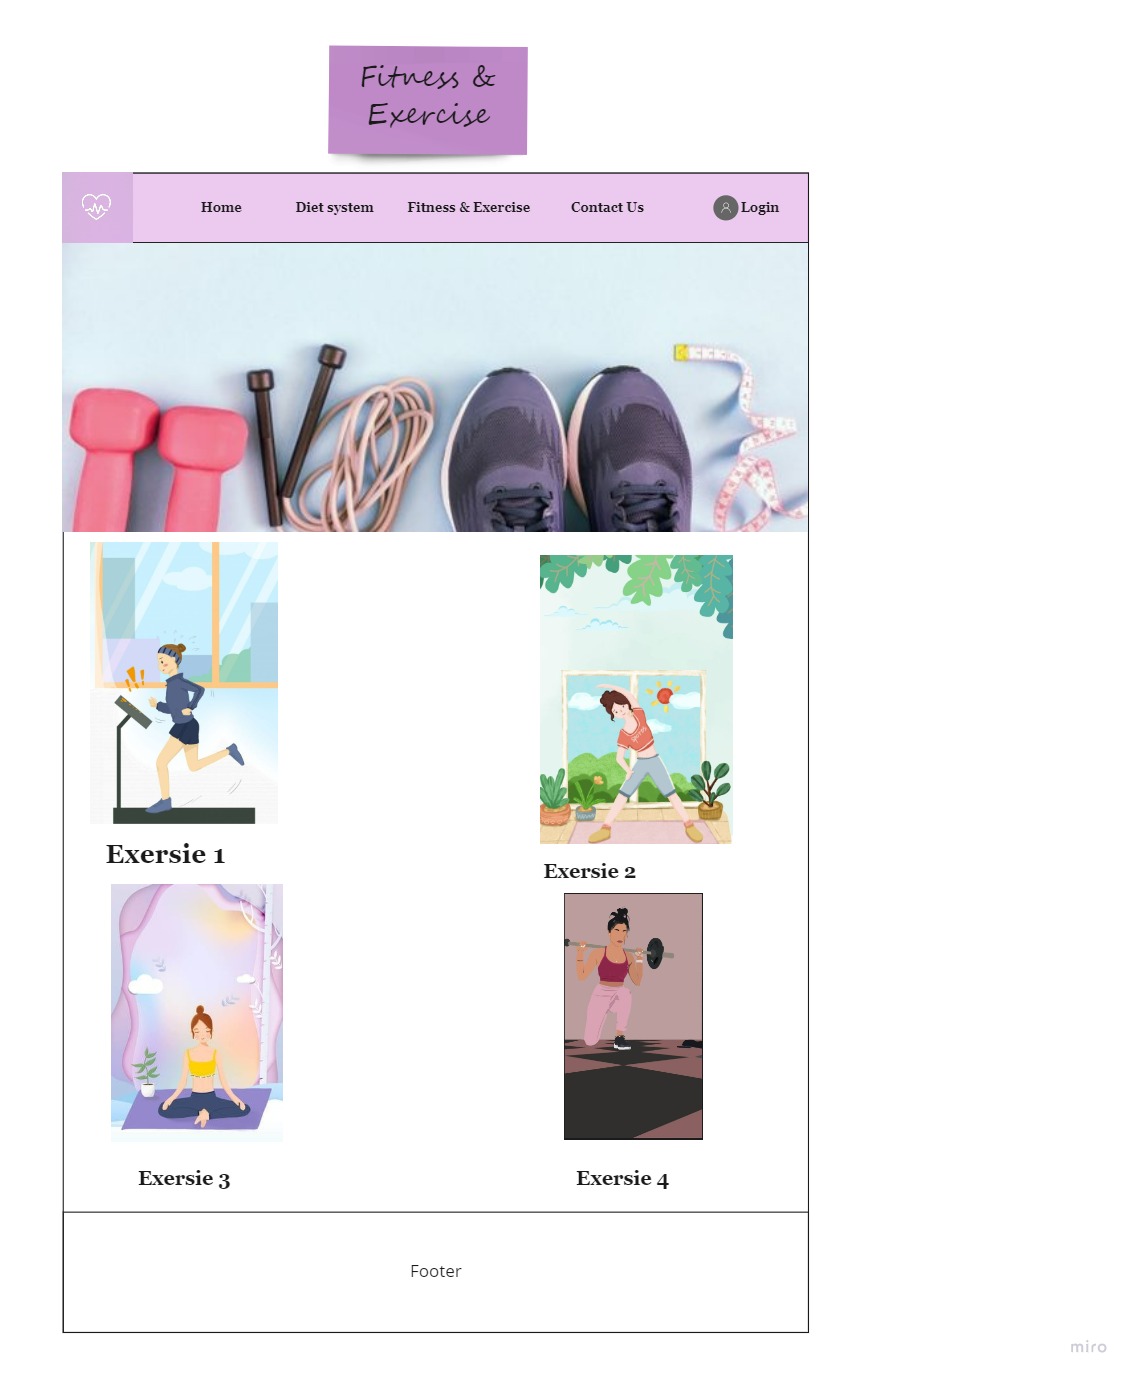 Fitness &
Exercise
Home
Diet system
Fitness & Exercise
Contact Us
Login
Exersie 1
Exersie 2
Exersie 3
Exersie 4
Footer
miro